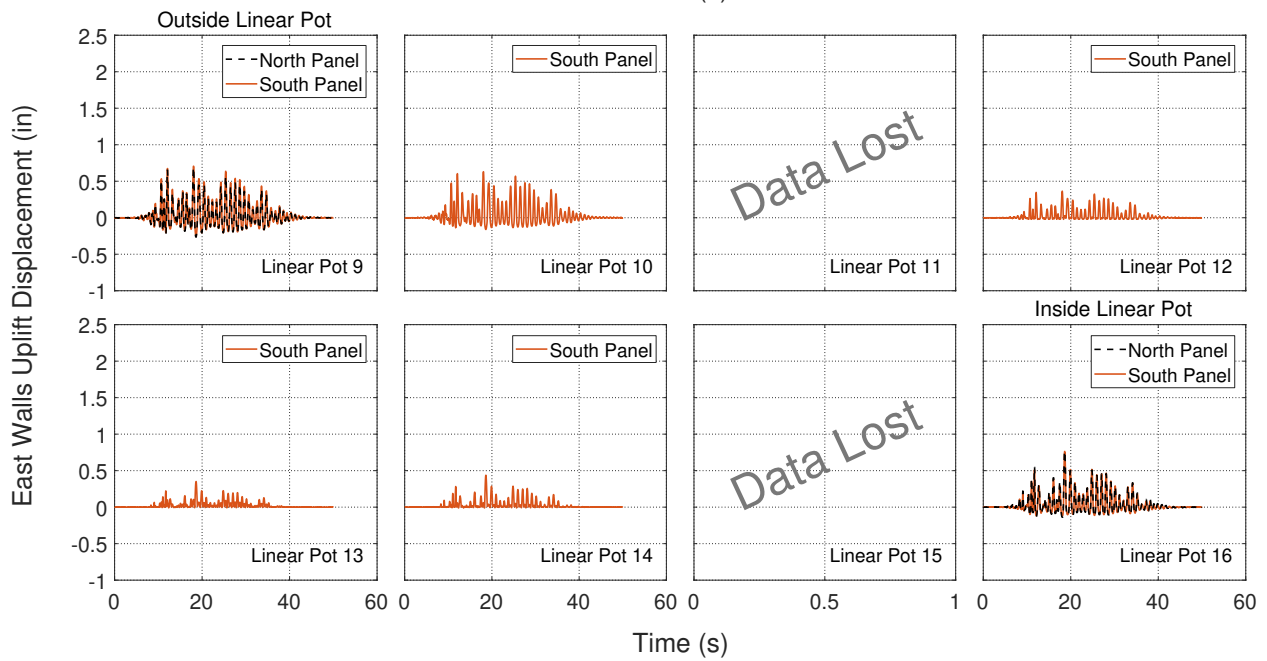 Outside Linear Pot
2.5
2
1.5
1
0.5
0
-0.5
-1
North Panel
South Panel
Linear Pot 9
South Panel
Linear Pot 10
Data Lost
Linear Pot 11
South Panel
Linear Pot 12
East Walls Uplift Displacement (in)
2.5
2
1.5
1
0.5
0
-0.5
-1
South Panel
Linear Pot 13
0 20 40 60
South Panel
Linear Pot 14
0 20 40 60
Data Lost
Linear Pot 15
0 0.5 1
Inside Linear Pot
North Panel
South Panel
Linear Pot 16
0 20 40 60
Time (s)